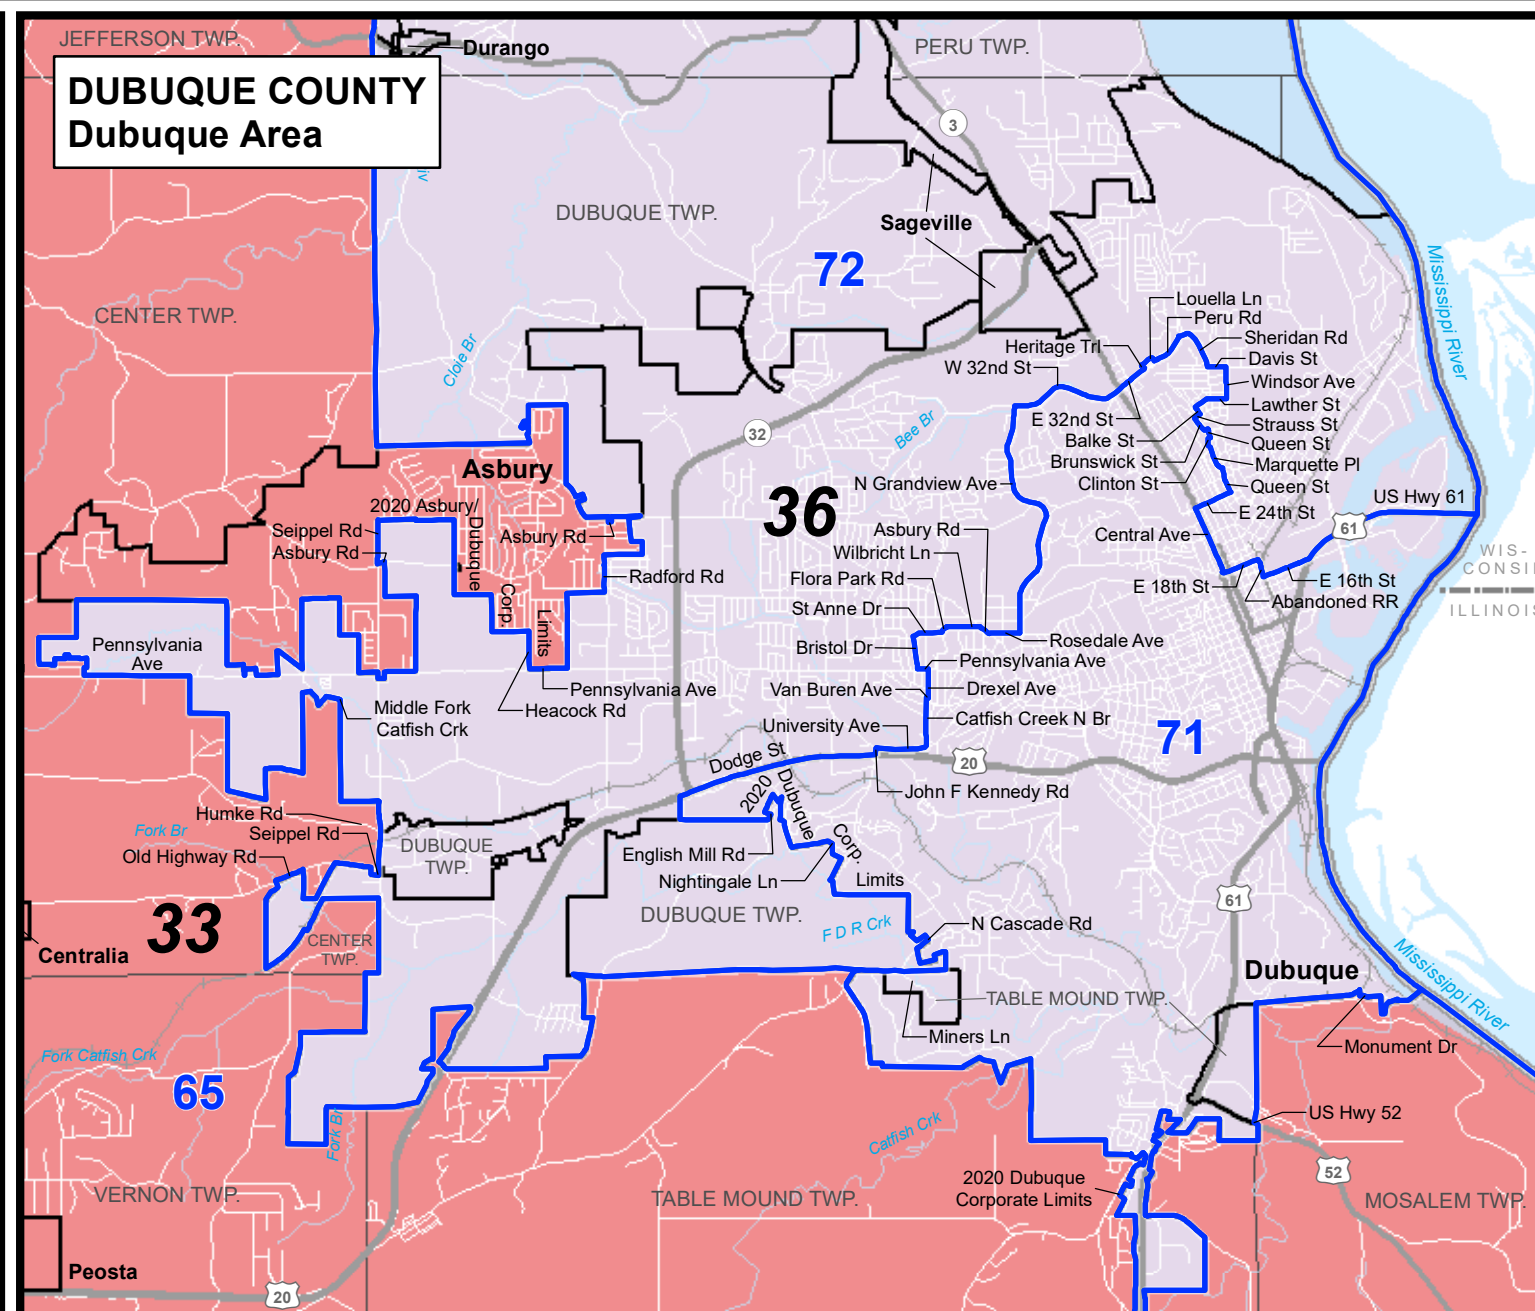 JEFFERSON TWP.
Durango
PERU TWP.
DUBUQUE COUNTY
Dubuque Area
3
iv
DUBUQUE TWP.
Sageville
72
Mississippi River
CENTER TWP.
Cloie Br
Louella Ln
Peru Rd
Sheridan Rd
Heritage Trl
Davis St
W 32nd St
Windsor Ave
Lawther St
E 32nd St
Strauss St
Balke St
Queen St
Brunswick St
Marquette Pl
Clinton St
Queen St
E 24th St
32
Bee Br
Asbury
N Grandview Ave
36
US Hwy 61
61
2020 Asbury/
Dubuque
Corp.
Limits
Seippel Rd
Asbury Rd
Asbury Rd
Asbury Rd
Central Ave
Wilbricht Ln
Radford Rd
Flora Park Rd
E 18th St
E 16th St
Abandoned RR
WIS-
CONSI
ILLINOIS
St Anne Dr
Rosedale Ave
Bristol Dr
Pennsylvania Ave
Pennsylvania
Ave
Pennsylvania Ave
Van Buren Ave
Drexel Ave
Heacock Rd
Middle Fork
Catfish Crk
Catfish Creek N Br
University Ave
71
Dodge St
20
2020
Dubuque
Corp.
Limits
John F Kennedy Rd
Humke Rd
Fork Br
Seippel Rd
Old Highway Rd
DUBUQUE
TWP.
English Mill Rd
Nightingale Ln
61
DUBUQUE TWP.
F D R Crk
N Cascade Rd
33
Centralia
CENTER
TWP.
Dubuque
Mississippi River
TABLE MOUND TWP.
Miners Ln
Monument Dr
Fork Catfish Crk
65
Fork Br
Catfish Crk
US Hwy 52
52
2020 Dubuque
Corporate Limits
VERNON TWP.
TABLE MOUND TWP.
MOSALEM TWP.
Peosta
20